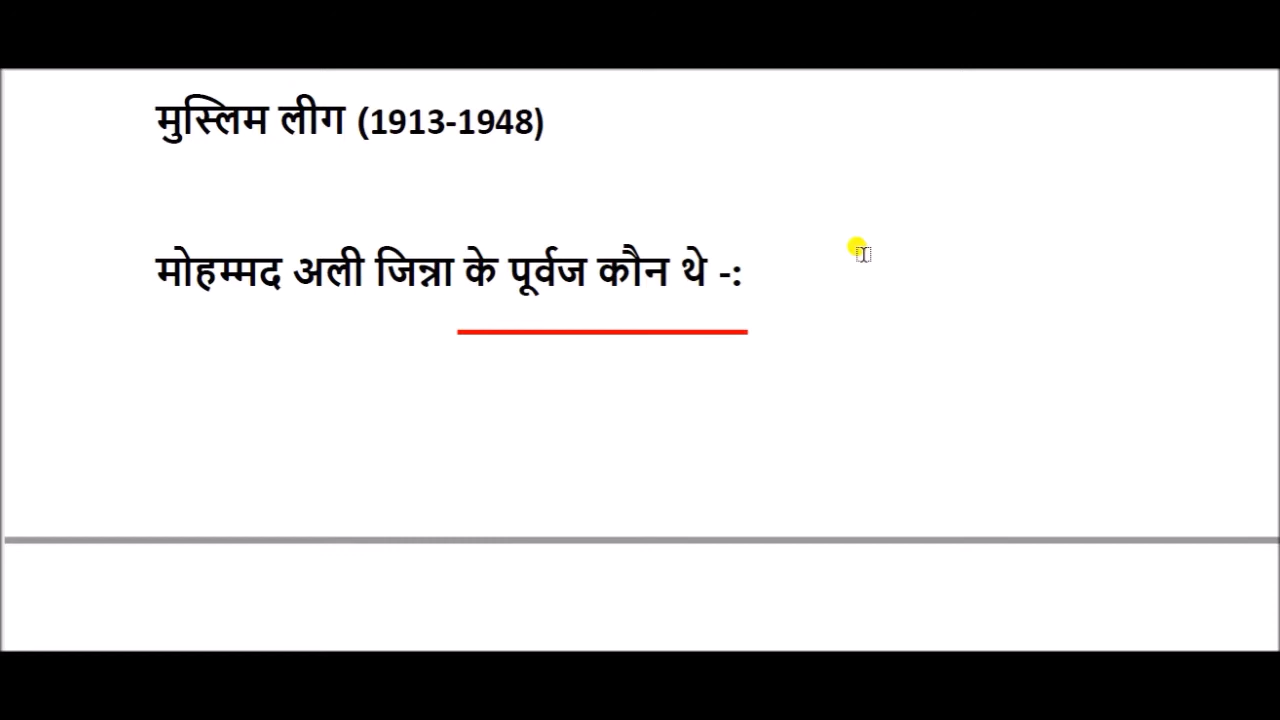 मुस्लिम लीग (1913-1948)
मोहम्मद अली जिन्ना के पूर्वज कौन थे -: